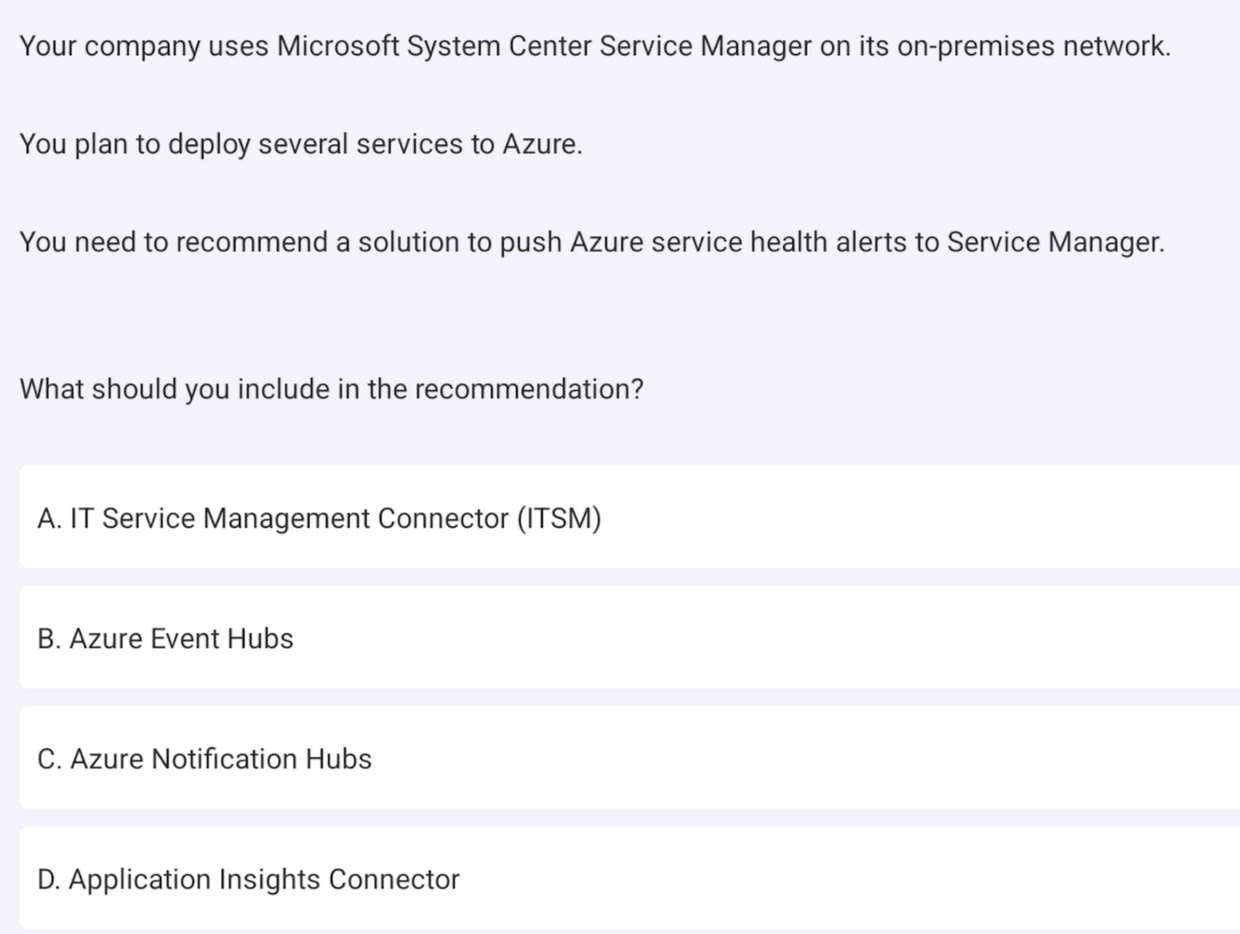 Your company uses Microsoft System Center Service Manager on its on-premises network.
You plan to deploy several services to Azure.
You need to recommend a solution to push Azure service health alerts to Service Manager.
What should you include in the recommendation?
A. IT Service Management Connector (ITSM)
B. Azure Event Hubs
C. Azure Notification Hubs
D. Application Insights Connector